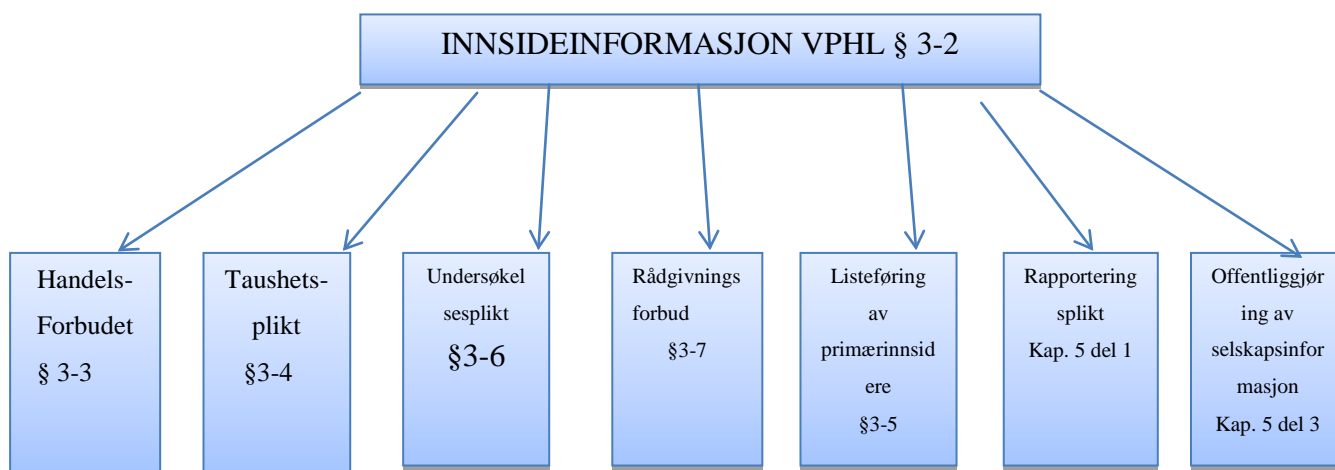 INNSIDEINFORMASJON VPHL § 3-2
Handels-
Forbudet
§ 3-3
Taushets-
plikt
§3-4
Undersøkel
sesplikt
§3-6
Rådgivnings
forbud
§3-7
Listeføring
av
primærinnsid
ere
§3-5
Rapportering
splikt
Kap. 5 del 1
Offentliggjør
ing av
selskapsinfor
masjon
Kap. 5 del 3